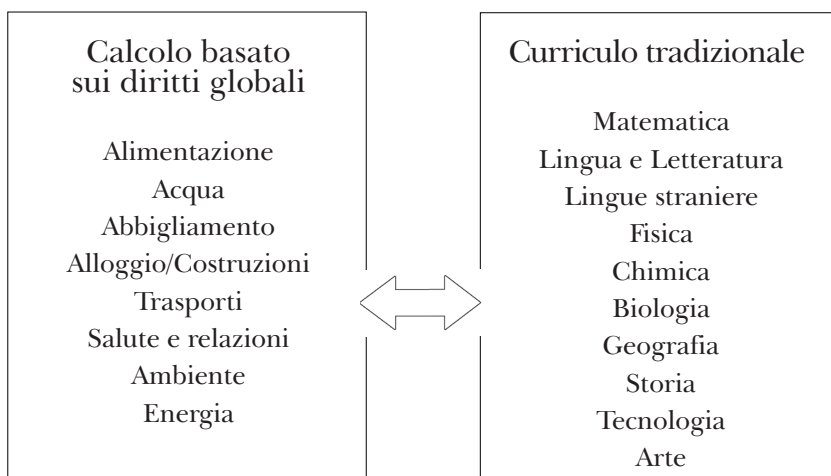 Calcolo basato
sui diritti globali
Alimentazione
Acqua
Abbigliamento
Alloggio/Costruzioni
Trasporti
Salute e relazioni
Ambiente
Energia
Curriculo tradizionale
Matematica
Lingua e Letteratura
Lingue straniere
Fisica
Chimica
Biologia
Geografia
Storia
Tecnologia
Arte